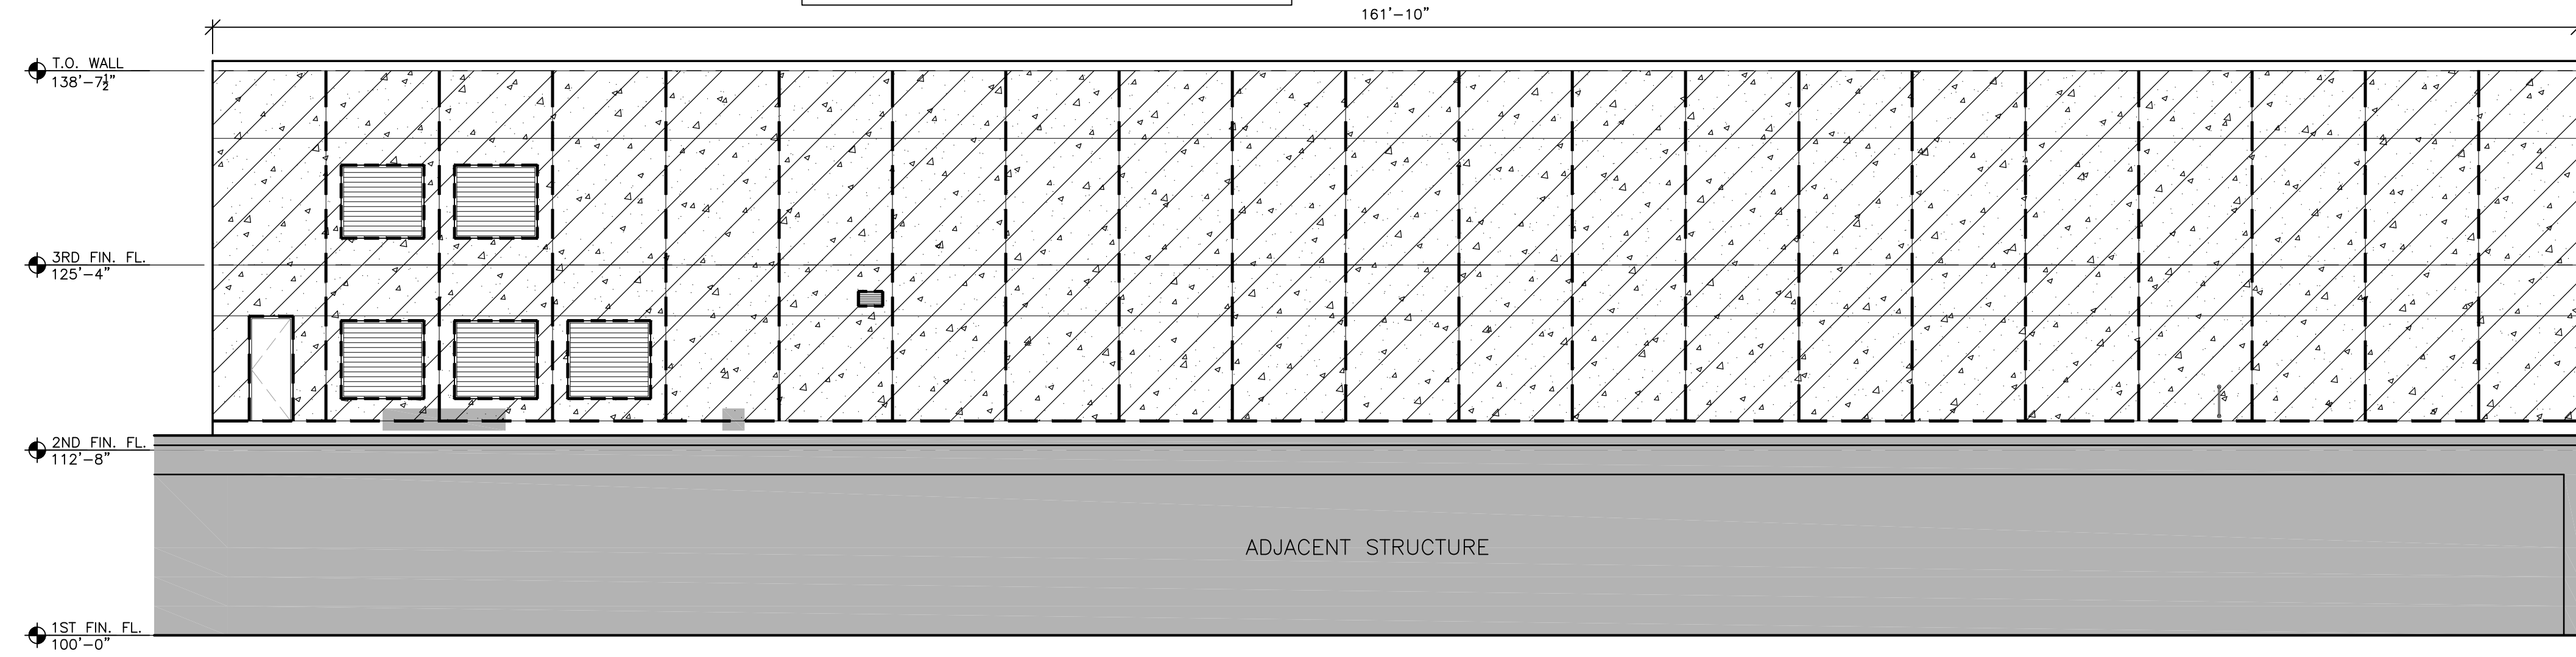 161'-10"
T.O. WALL
138'-7½"
3RD FIN. FL.
125'-4"
2ND FIN. FL.
112'-8"
ADJACENT STRUCTURE
1ST FIN. FL.
100'-0"